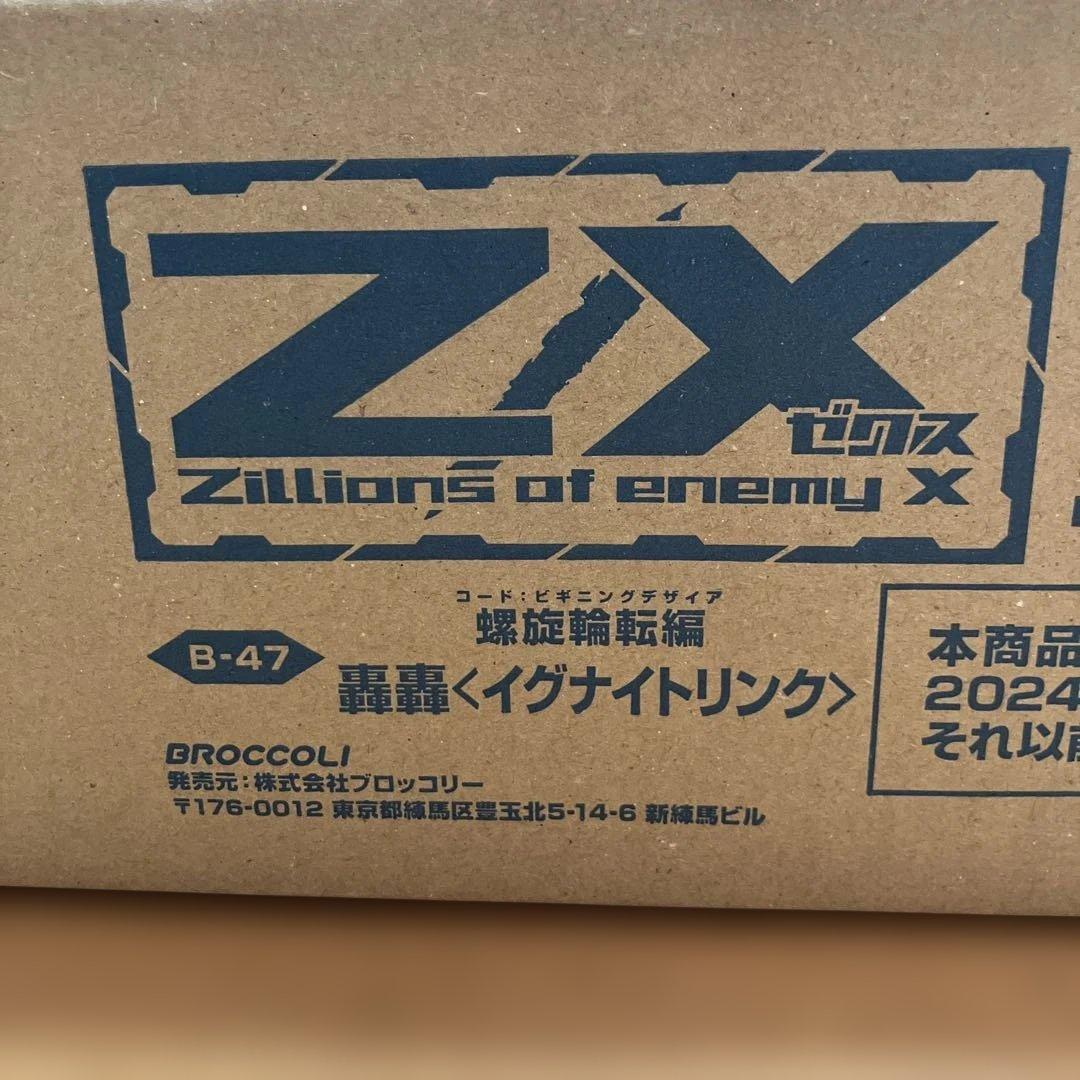 Z/X
ゼクス
Zillions of enemy X
コード:ビギニングデザイア
螺旋輪転編
B-47
轟轟〈イグナイトリンク〉
BROCCOLI
発売元:株式会社ブロッコリー
〒176-0012 東京都練馬区豊玉北5-14-6 新練馬ビル
本商品
2024
それ以前